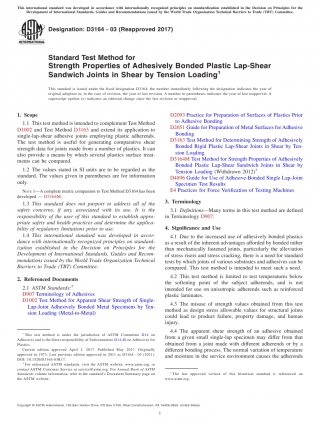 This international standard was developed in accordance with internationally recognized principles on standardization established in the Decision on Principles for the
Development of International Standards, Guides and Recommendations issued by the World Trade Organization Technical Barriers to Trade (TBT) Committee.
Designation: D3164 - 03 (Reapproved 2017)
INTERNATIONAL
Standard Test Method for
Strength Properties of Adhesively Bonded Plastic Lap-Shear
Sandwich Joints in Shear by Tension Loading1
This standard is issued under the fixed designation D3164; the number immediately following the designation indicates the year of
original adoption or, in the case of revision, the year of last revision. A number in parentheses indicates the year of last reapproval. A
superscript epsilon (ε) indicates an editorial change since the last revision or reapproval.
1. Scope
1.1 This test method is intended to complement Test Method
D1002 and Test Method D3163 and extend its application to
single-lap-shear adhesive joints employing plastic adherends.
The test method is useful for generating comparative shear
strength data for joints made from a number of plastics. It can
also provide a means by which several plastics surface treat-
ments can be compared.
1.2 The values stated in SI units are to be regarded as the
standard. The values given in parentheses are for information
only.
NOTE 1—A complete metric companion to Test Method D3164 has been
developed — D3164M.
1.3 This standard does not purport to address all of the
safety concerns, if any, associated with its use. It is the
responsibility of the user of this standard to establish appro-
priate safety and health practices and determine the applica-
bility of regulatory limitations prior to use.
1.4 This international standard was developed in accor-
dance with internationally recognized principles on standard-
ization established in the Decision on Principles for the
Development of International Standards, Guides and Recom-
mendations issued by the World Trade Organization Technical
Barriers to Trade (TBT) Committee.
2. Referenced Documents
2.1 ASTM Standards:2
D907 Terminology of Adhesives
D1002 Test Method for Apparent Shear Strength of Single-
Lap-Joint Adhesively Bonded Metal Specimens by Ten-
sion Loading (Metal-to-Metal)
1 This test method is under the jurisdiction of ASTM Committee D14 on
Adhesives and is the direct responsibility of Subcommittee D14.40 on Adhesives for
Plastics.
Current edition approved April 1, 2017. Published May 2017. Originally
approved in 1973. Last previous edition approved in 2011 as
2 For referenced ASTM standards, visit the ASTM website, www.astm.org, or
contact ASTM Customer Service at service@astm.org. For Annual Book of ASTM
Standards volume information, refer to the standard's Document Summary page on
the ASTM website.
D2093 Practice for Preparation of Surfaces of Plastics Prior
to Adhesive Bonding
D2651 Guide for Preparation of Metal Surfaces for Adhesive
Bonding
D3163 Test Method for Determining Strength of Adhesively
Bonded Rigid Plastic Lap-Shear Joints in Shear by Ten-
sion Loading
D3164M Test Method for Strength Properties of Adhesively
Bonded Plastic Lap-Shear Sandwich Joints in Shear by
Tension Loading (Withdrawn 2012)3
D4896 Guide for Use of Adhesive-Bonded Single Lap-Joint
Specimen Test Results
E4 Practices for Force Verification of Testing Machines
3. Terminology
3.1 Definitions—Many terms in this test method are defined
in Terminology D907.
4. Significance and Use
4.1 Due to the increased use of adhesively bonded plastics
as a result of the inherent advantages afforded by bonded rather
than mechanically fastened joints, particularly the alleviation
of stress risers and stress cracking, there is a need for standard
tests by which joints of various substrates and adhesives can be
compared. This test method is intended to meet such a need.
4.2 This test method is limited to test temperatures below
the softening point of the subject adherends, and is not
intended for use on anisotropic adherends such as reinforced
plastic laminates.
4.3 The misuse of strength values obtained from this test
method as design stress allowable values for structural joints
could lead to product failure, property damage, and human
injury.
4.4 The apparent shear strength of an adhesive obtained
from a given small single-lap specimen may differ from that
obtained from a joint made with different adherends or by a
different bonding process. The normal variation of temperature
and moisture in the service environment causes the adherends
3 The last approved version of this historical standard is referenced on
www.astm.org.
Copyright © ASTM International, 100 Barr Harbor Drive, PO Box C700, West Conshohocken, PA 19428-2959. United States
1